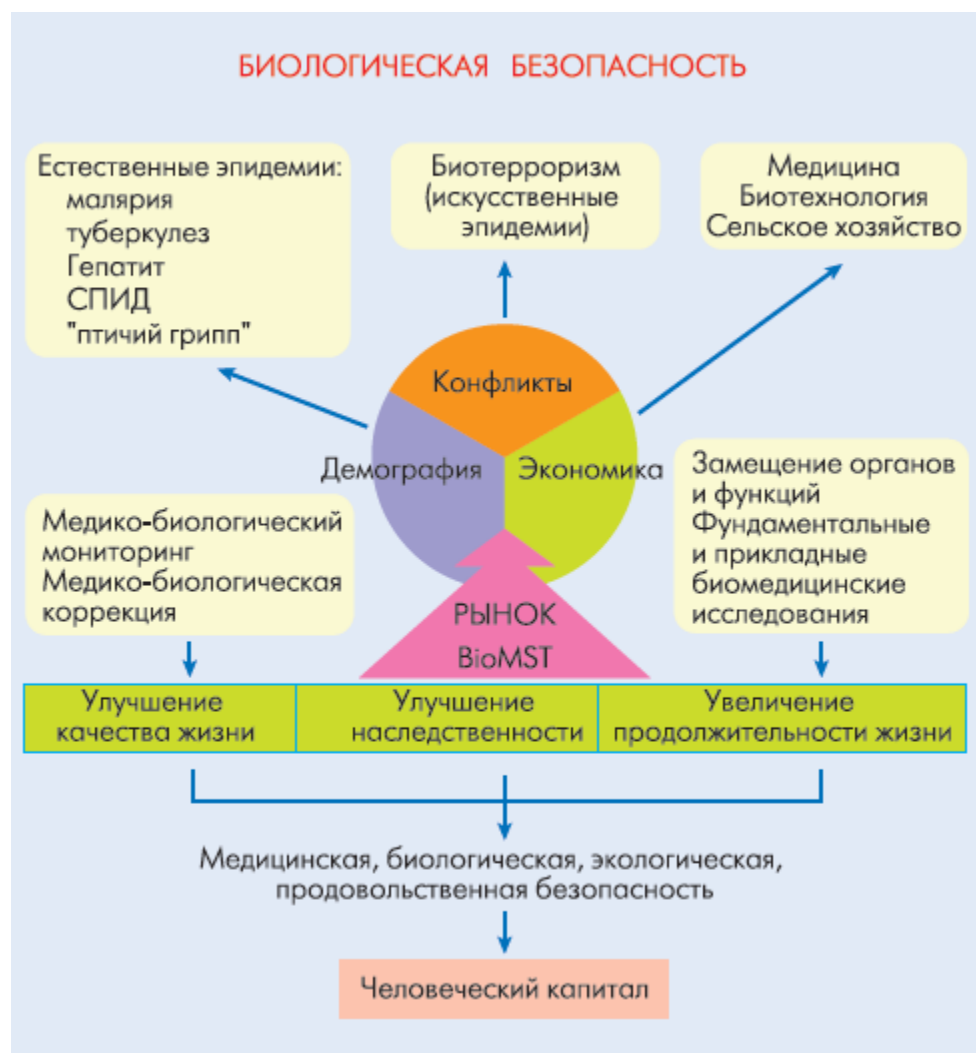 БИОЛОГИЧЕСКАЯ БЕЗОПАСНОСТЬ
Естественные эпидемии:
малярия
туберкулез
Гепатит
СПИД
"птичий грипп"
Биотерроризм
(искусственные
эпидемии)
Медицина
Биотехнология
Сельское хозяйство
Конфликты
Демография
Экономика
Медико-биологический
мониторинг
Медико-биологическая
коррекция
РЫНОК
BioMST
Замещение органов
и функций
Фундаментальные
и прикладные
биомедицинские
исследования
Улучшение
качества жизни
Улучшение
наследственности
Увеличение
продолжительности жизни
Медицинская, биологическая, экологическая,
продовольственная безопасность
Человеческий капитал